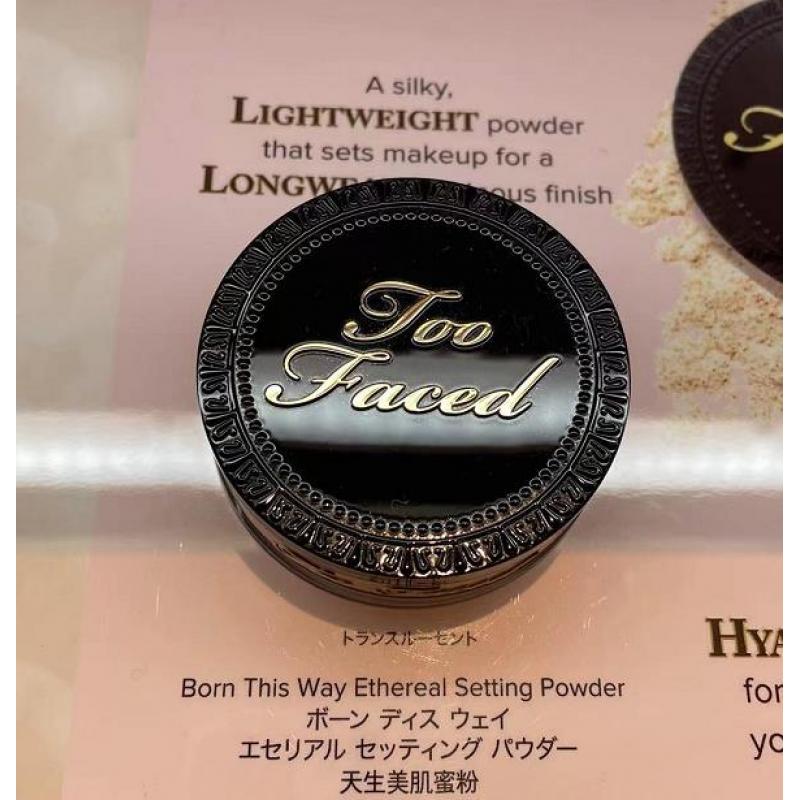 A silky,
LIGHTWEIGHT powder
that sets makeup for a
finish
Too
Faced
トランスルーセント
Born This Way Ethereal Setting Powder
ボーン ディス ウェイ
エセリアル セッティング パウダー
天生美肌蜜粉
for